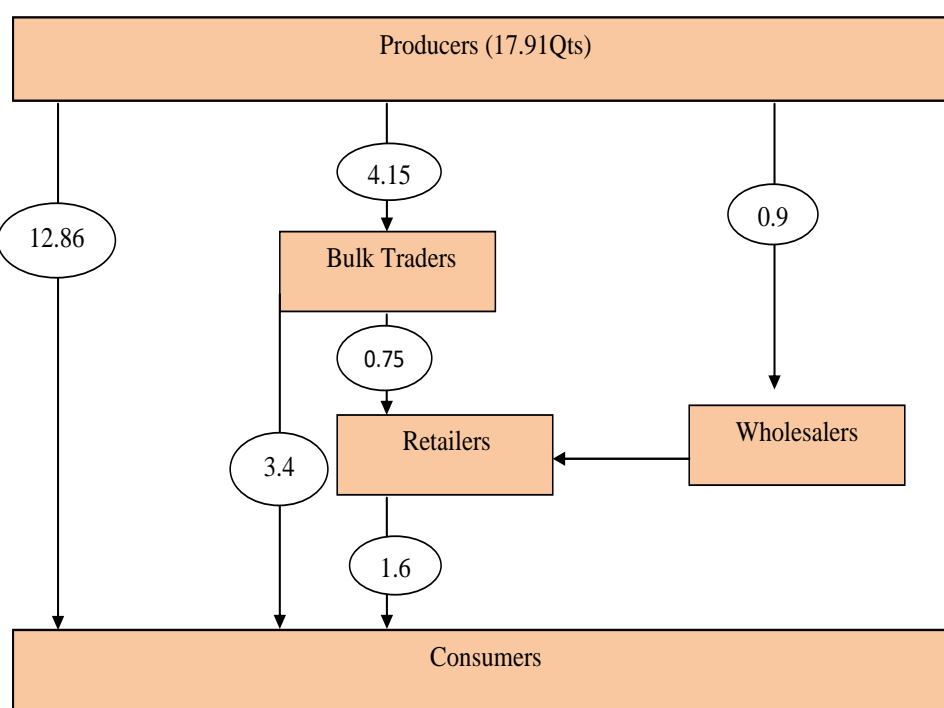 Producers (17.91Qts)
4.15
0.9
12.86
Bulk Traders
0.75
Retailers
Wholesalers
3.4
1.6
Consumers